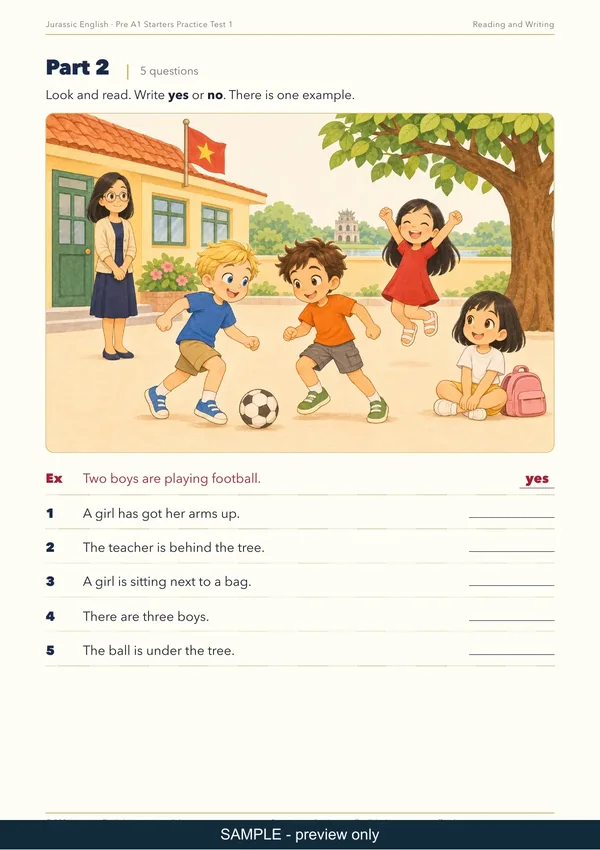 Jurassic English · Pre A1 Starters Practice Test 1
Reading and Writing
Part 2
5 questions
Look and read. Write yes or no. There is one example.
Ex Two boys are playing football. yes
1 A girl has got her arms up.
2 The teacher is behind the tree.
3 A girl is sitting next to a bag.
4 There are three boys.
5 The ball is under the tree.
SAMPLE - preview only